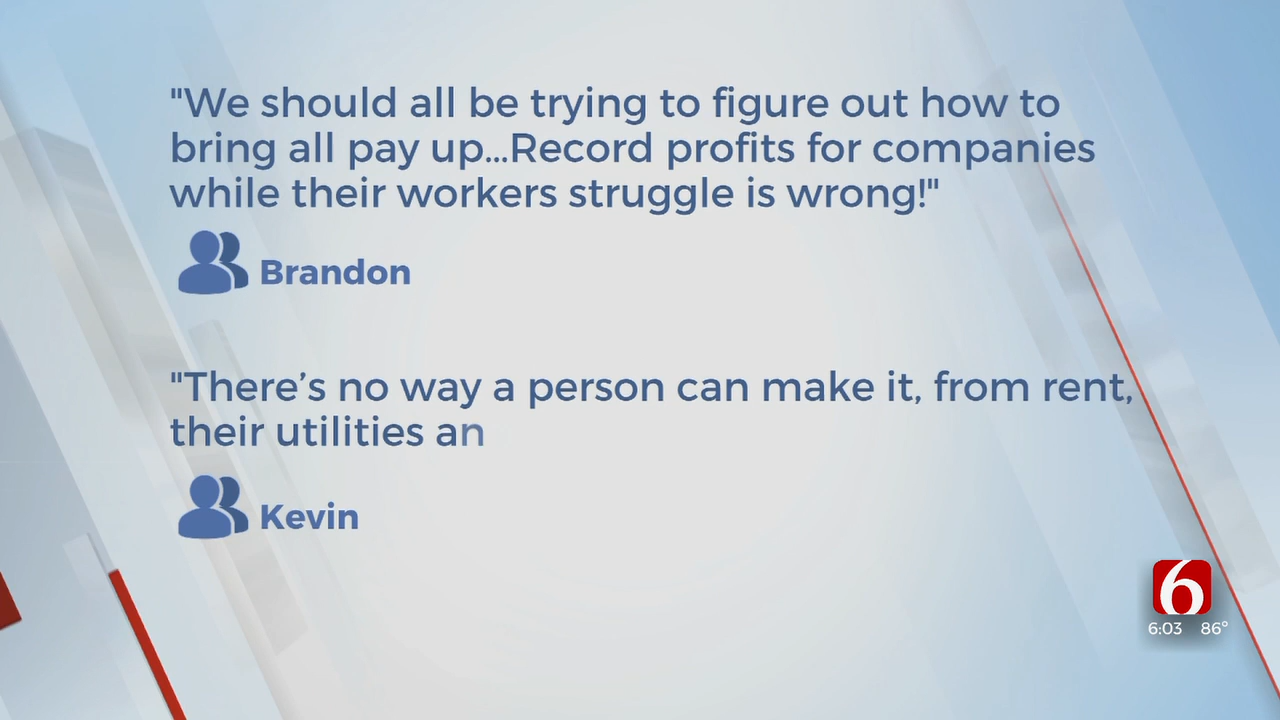 "We should all be trying to figure out how to
bring all pay up...Record profits for companies
while their workers struggle is wrong!"
Brandon
"There’s no way a person can make it, from rent,
their utilities an
Kevin
6
6:03 86°